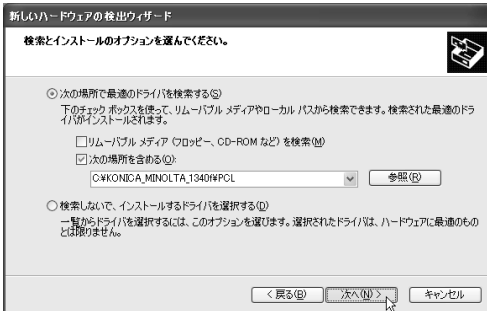 新しいハードウェアの検出ウィザード
検索とインストールのオプションを選んでください。
次の場所で最適のドライバを検索する(S)
下のチェック ボックスを使って、リムーバブル メディアやローカル パスから検索できます。検索された最適のドラ
イバがインストールされます。
リムーバブル メディア (フロッピー、CD-ROM など) を検索(M)
次の場所を含める(O):
C:¥KONICA_MINOLTA_1340f¥PCL
参照(R)
検索しないで、インストールするドライバを選択する(D)
一覧からドライバを選択するには、このオプションを選びます。選択されたドライバは、ハードウェアに最適のもの
とは限りません。
< 戻る(B) 次へ(N) > キャンセル